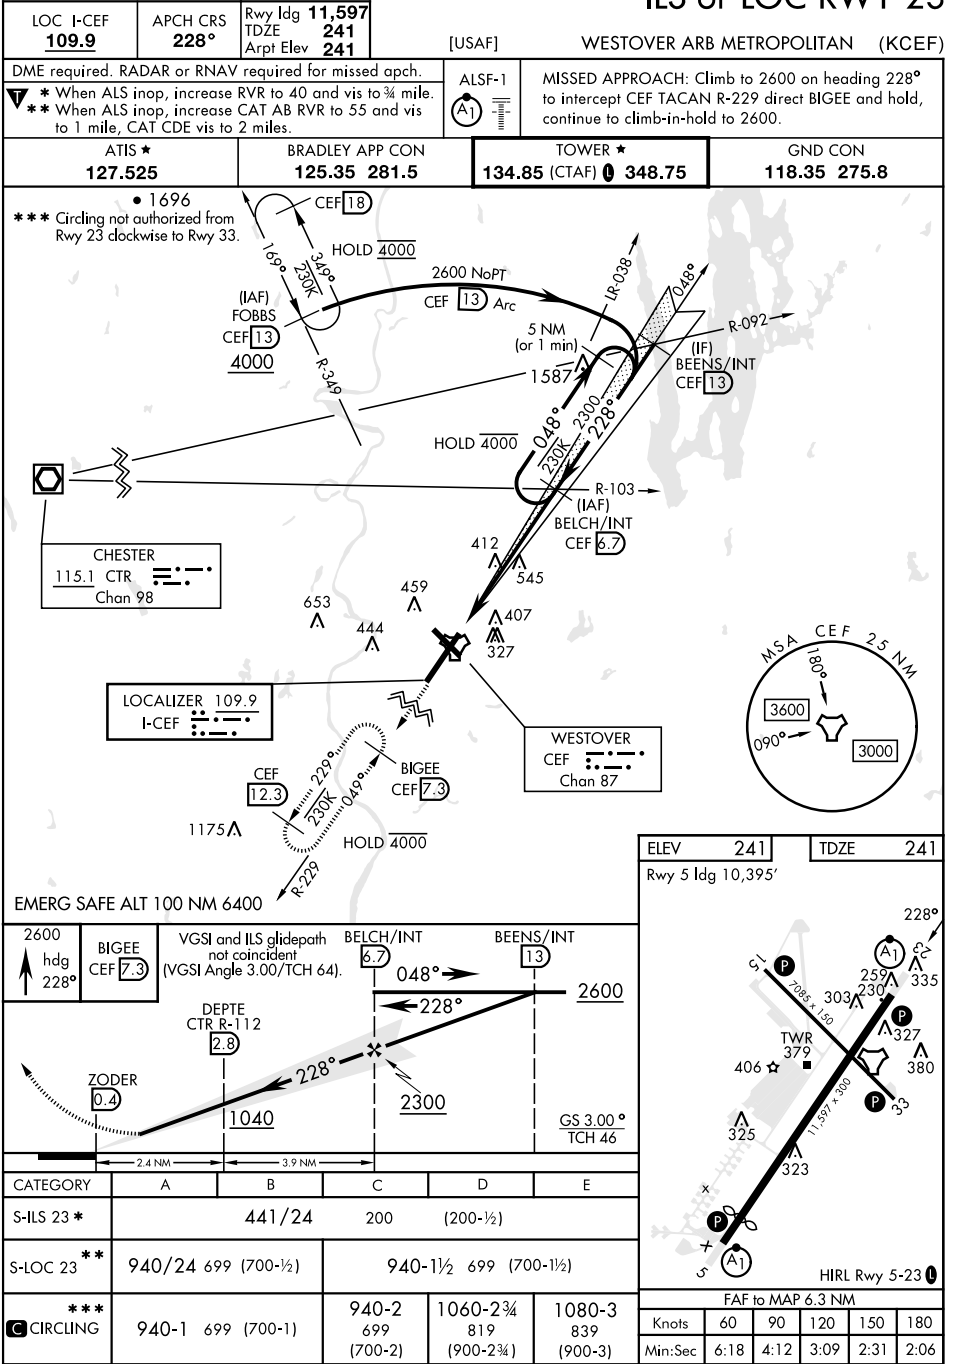 ILS or LOC RWY 23
LOC I-CEF
109.9
APCH CRS
228°
Rwy ldg 11,597
TDZE 241
Arpt Elev 241
[USAF]
WESTOVER ARB METROPOLITAN (KCEF)
DME required. RADAR or RNAV required for missed apch.
T
* When ALS inop, increase RVR to 40 and vis to ¾ mile.
** When ALS inop, increase CAT AB RVR to 55 and vis
to 1 mile, CAT CDE vis to 2 miles.
ALSF-1
A1
MISSED APPROACH: Climb to 2600 on heading 228°
to intercept CEF TACAN R-229 direct BIGEE and hold,
continue to climb-in-hold to 2600.
ATIS ★
127.525
BRADLEY APP CON
125.35 281.5
TOWER ★
134.85 (CTAF) L 348.75
GND CON
118.35 275.8
1696
*** Circling not authorized from
Rwy 23 clockwise to Rwy 33.
CEF 18
HOLD 4000
169°
349°
230K
(IAF)
FOBBS
CEF 13
4000
R-349
2600 NoPT
CEF 13 Arc
LR-038
048°
5 NM
(or 1 min)
1587
R-092
(IF)
BEENS/INT
CEF 13
HOLD 4000
048°
2300
228°
230K
R-103
(IAF)
BELCH/INT
CEF 6.7
CHESTER
115.1 CTR
Chan 98
412
545
459
653
444
407
327
LOCALIZER 109.9
I-CEF
WESTOVER
CEF
Chan 87
MSA CEF 25 NM
180°
3600
090°
3000
CEF
12.3
229°
230K
049°
BIGEE
CEF 7.3
1175
HOLD 4000
R-229
EMERG SAFE ALT 100 NM 6400
ELEV 241
TDZE 241
Rwy 5 ldg 10,395'
228°
23
A1
15
P
7085 x 150
259
335
230
303
P
327
TWR
379
406
380
P
33
11,597 x 300
325
323
x
P
x
5
A1
HIRL Rwy 5-23 L
2600
hdg
228°
BIGEE
CEF 7.3
VGSI and ILS glidepath
not coincident
(VGSI Angle 3.00/TCH 64).
BELCH/INT
6.7
BEENS/INT
13
048°
228°
2600
DEPTE
CTR R-112
2.8
228°
ZODER
0.4
1040
2300
GS 3.00°
TCH 46
2.4 NM
3.9 NM
CATEGORY A B C D E
S-ILS 23 * 441/24 200 (200-½)
S-LOC 23 ** 940/24 699 (700-½) 940-1½ 699 (700-1½)
***
C CIRCLING 940-1 699 (700-1)
940-2
699
(700-2)
1060-2¾
819
(900-2¾)
1080-3
839
(900-3)
FAF to MAP 6.3 NM
Knots 60 90 120 150 180
Min:Sec 6:18 4:12 3:09 2:31 2:06